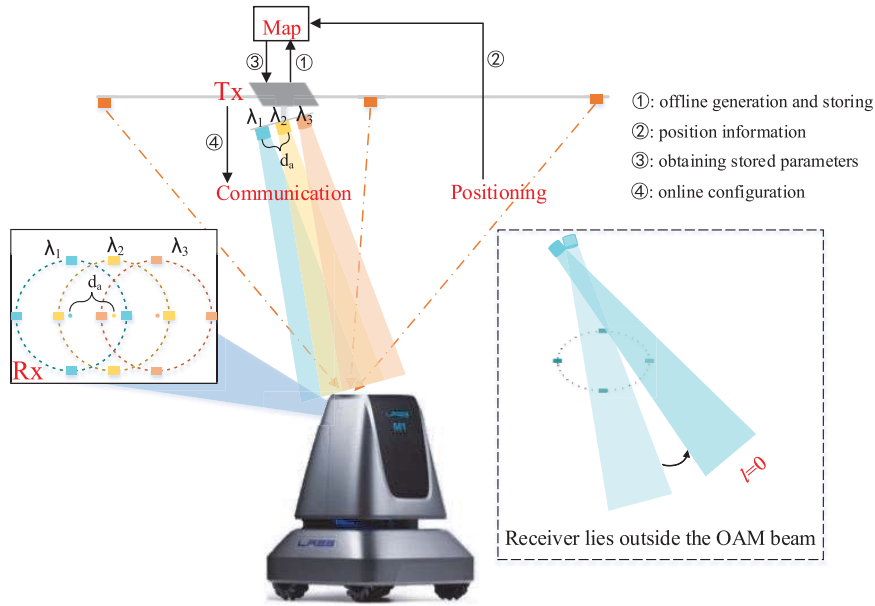 Map
③
①
②
Tx
λ1
λ2
λ3
④
da
Communication
Positioning
①: offline generation and storing
②: position information
③: obtaining stored parameters
④: online configuration
λ1
λ2
λ3
da
Rx
M1
l=0
Receiver lies outside the OAM beam